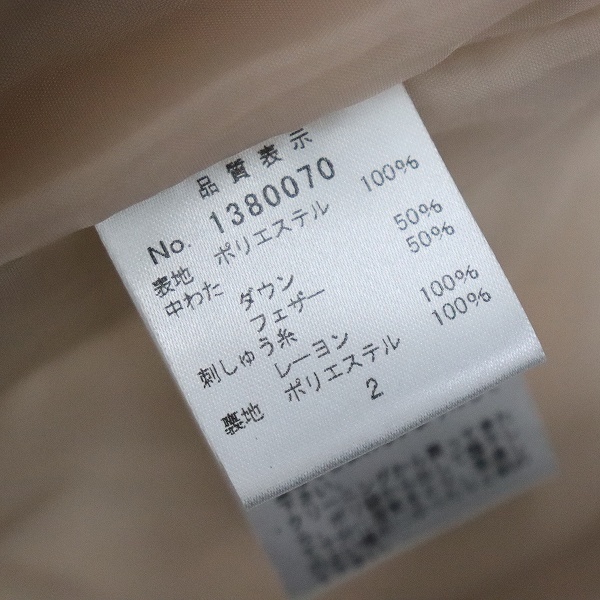 品質表示
No. 1380070
表地 ポリエステル 100%
中わた ダウン 50%
フェザー 50%
刺しゅう糸
レーヨン 100%
裏地 ポリエステル 100%
2